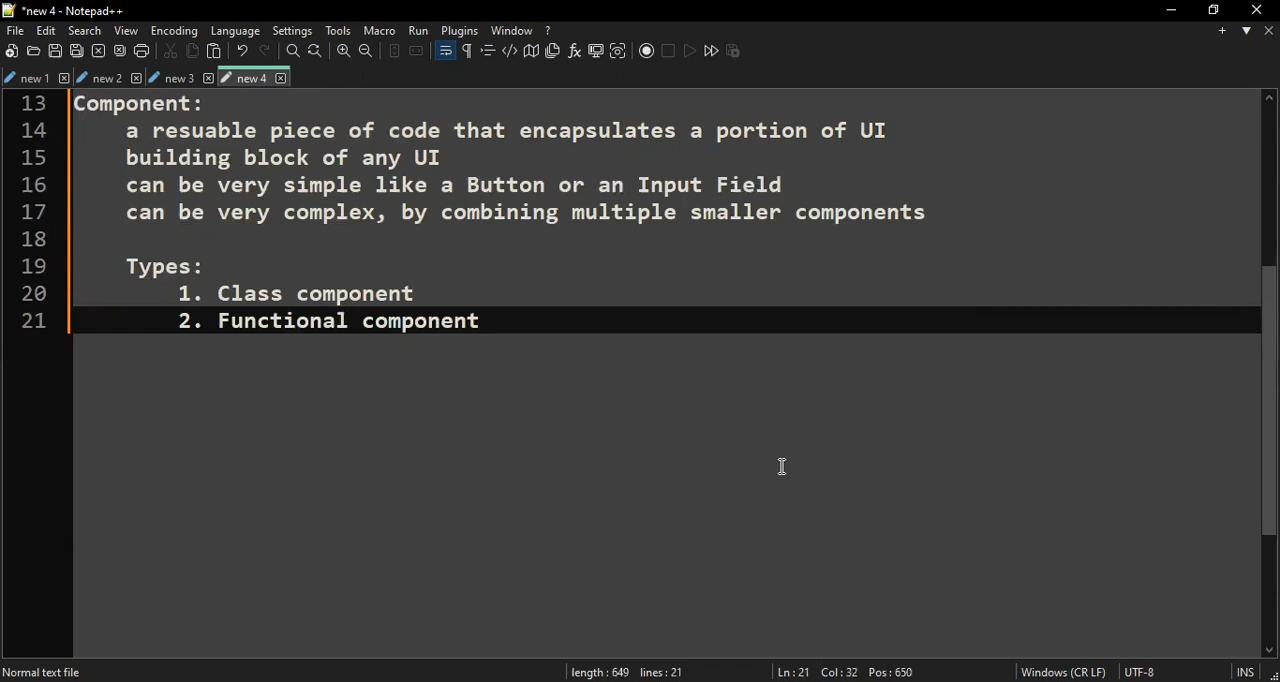 *new 4 - Notepad++
File Edit Search View Encoding Language Settings Tools Macro Run Plugins Window ?
new 1 new 2 new 3 new 4
13 Component:
14 a resuable piece of code that encapsulates a portion of UI
15 building block of any UI
16 can be very simple like a Button or an Input Field
17 can be very complex, by combining multiple smaller components
18
19 Types:
20 1. Class component
21 2. Functional component
Normal text file length : 649 lines : 21 Ln : 21 Col : 32 Pos : 650 Windows (CR LF) UTF-8 INS